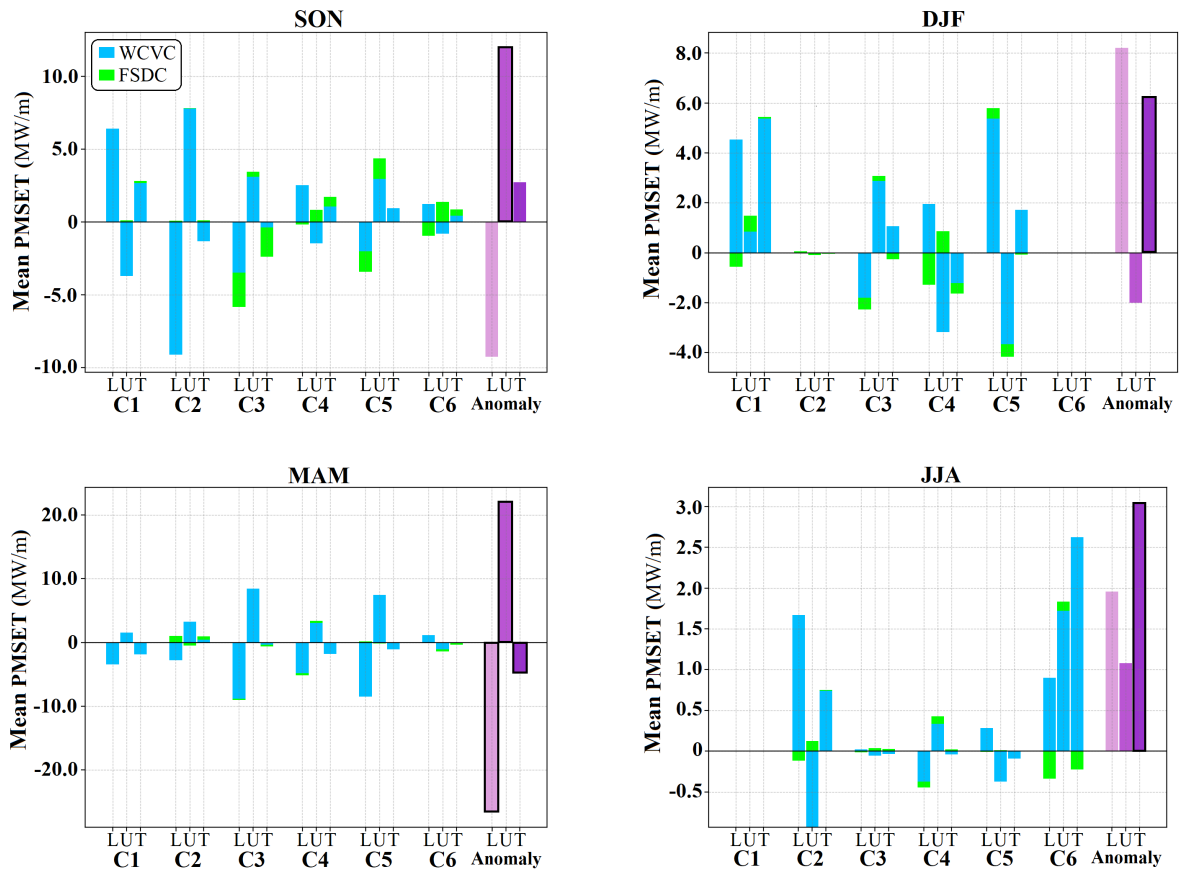 SON
Mean PMSET (MW/m)
10.0
5.0
0
-5.0
-10.0
WCVC
FSDC
LUT LUT LUT LUT LUT LUT LUT
C1 C2 C3 C4 C5 C6 Anomaly
DJF
Mean PMSET (MW/m)
8.0
6.0
4.0
2.0
0
-2.0
-4.0
LUT LUT LUT LUT LUT LUT LUT
C1 C2 C3 C4 C5 C6 Anomaly
MAM
Mean PMSET (MW/m)
20.0
10.0
0
-10.0
-20.0
LUT LUT LUT LUT LUT LUT LUT
C1 C2 C3 C4 C5 C6 Anomaly
JJA
Mean PMSET (MW/m)
3.0
2.5
2.0
1.5
1.0
0.5
0
-0.5
LUT LUT LUT LUT LUT LUT LUT
C1 C2 C3 C4 C5 C6 Anomaly